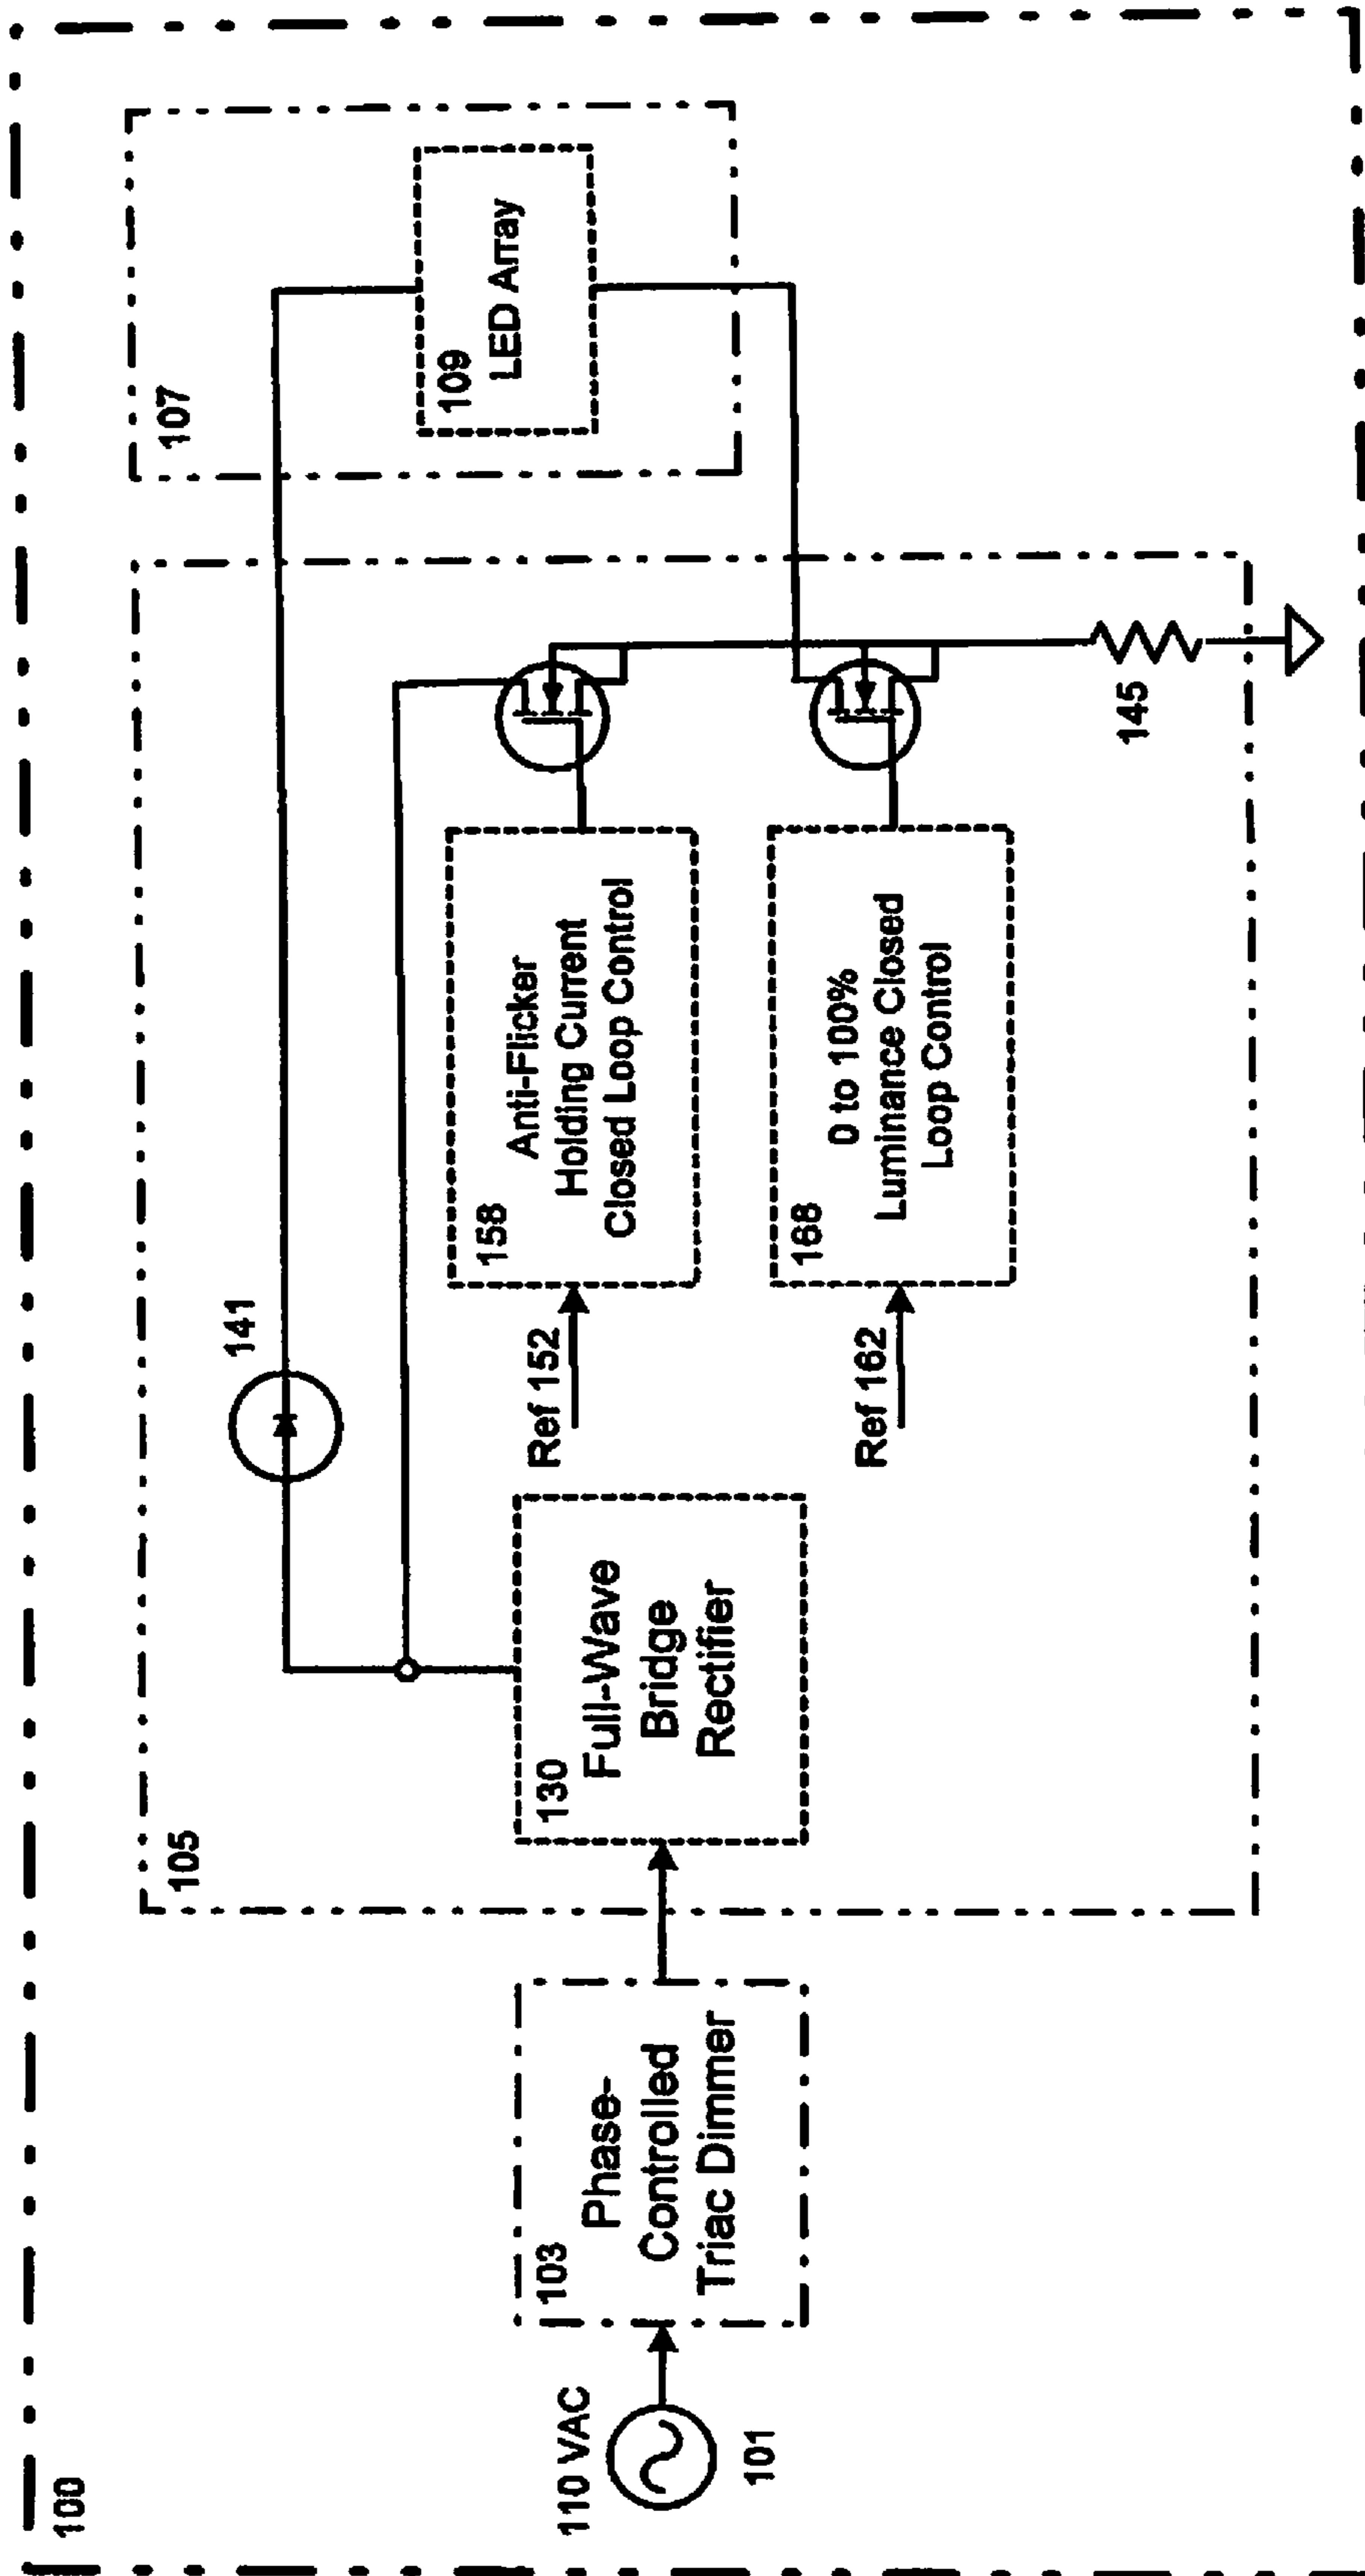 100
110 VAC
101
103
Phase-
Controlled
Triac Dimmer
105
130
Full-Wave
Bridge
Rectifier
141
Ref 152
158
Anti-Flicker
Holding Current
Closed Loop Control
Ref 162
168
0 to 100%
Luminance Closed
Loop Control
145
107
109
LED Array